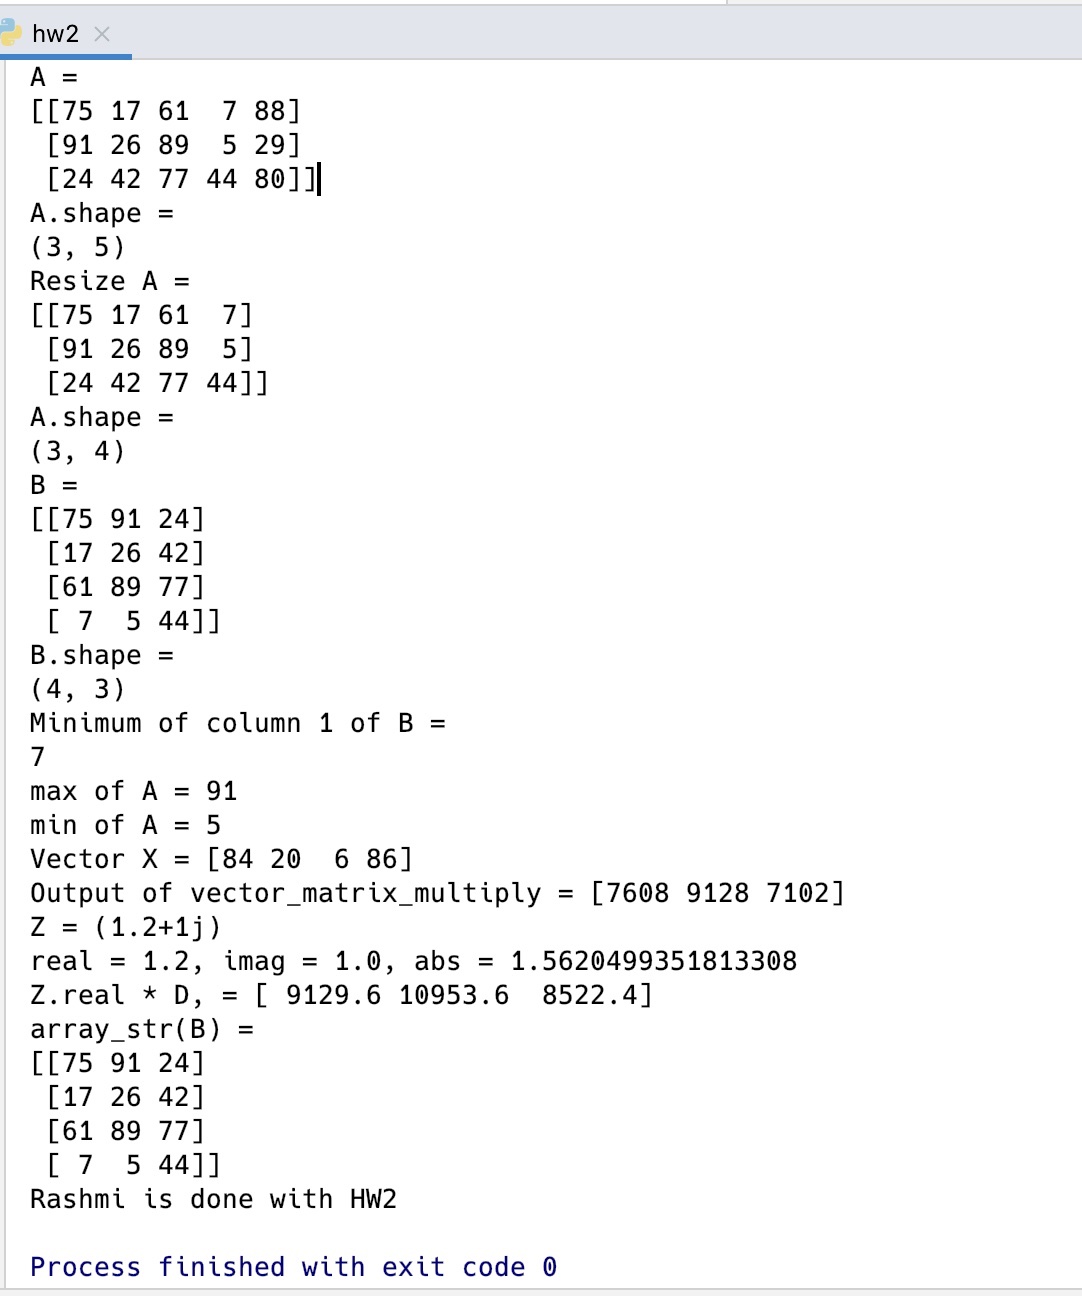 hw2
A =
[[75 17 61  7 88]
 [91 26 89  5 29]
 [24 42 77 44 80]]
A.shape =
(3, 5)
Resize A =
[[75 17 61  7]
 [91 26 89  5]
 [24 42 77 44]]
A.shape =
(3, 4)
B =
[[75 91 24]
 [17 26 42]
 [61 89 77]
 [ 7  5 44]]
B.shape =
(4, 3)
Minimum of column 1 of B =
7
max of A = 91
min of A = 5
Vector X = [84 20  6 86]
Output of vector_matrix_multiply = [7608 9128 7102]
Z = (1.2+1j)
real = 1.2, imag = 1.0, abs = 1.5620499351813308
Z.real * D, = [ 9129.6 10953.6  8522.4]
array_str(B) =
[[75 91 24]
 [17 26 42]
 [61 89 77]
 [ 7  5 44]]
Rashmi is done with HW2
Process finished with exit code 0